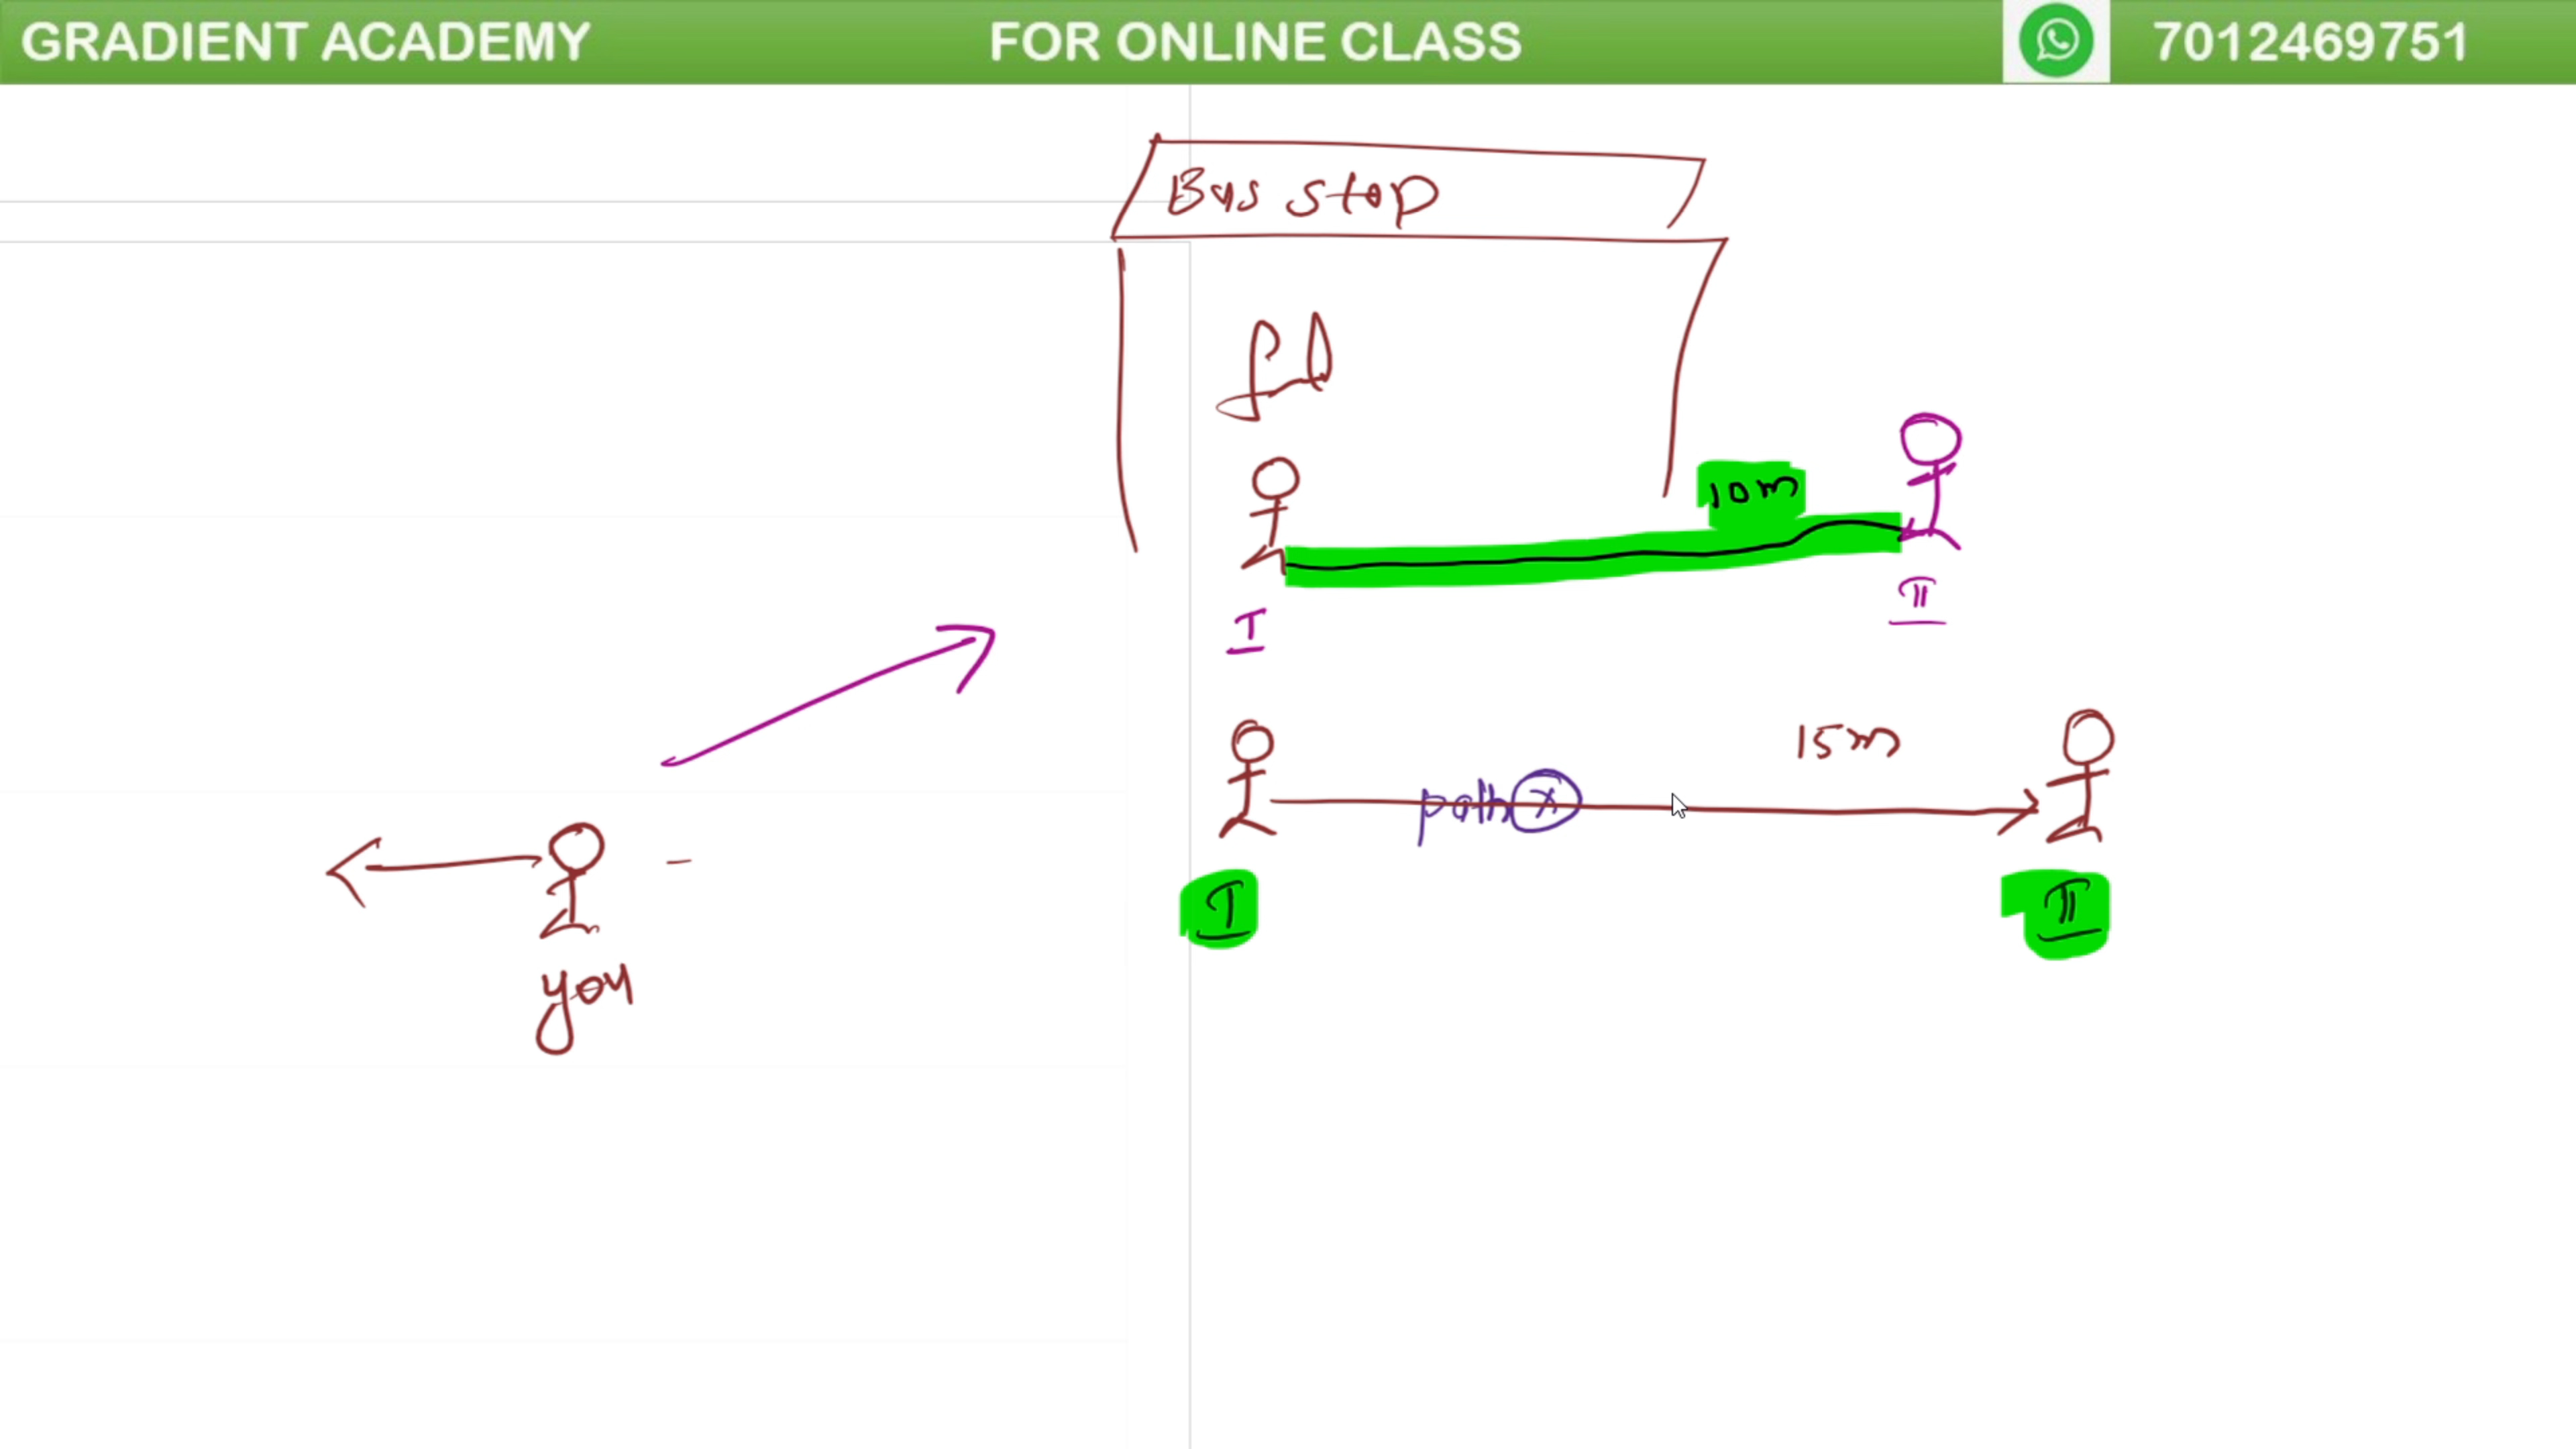 GRADIENT ACADEMY FOR ONLINE CLASS 7012469751
Bus stop
10m
I
II
15m
path x
I
II
you